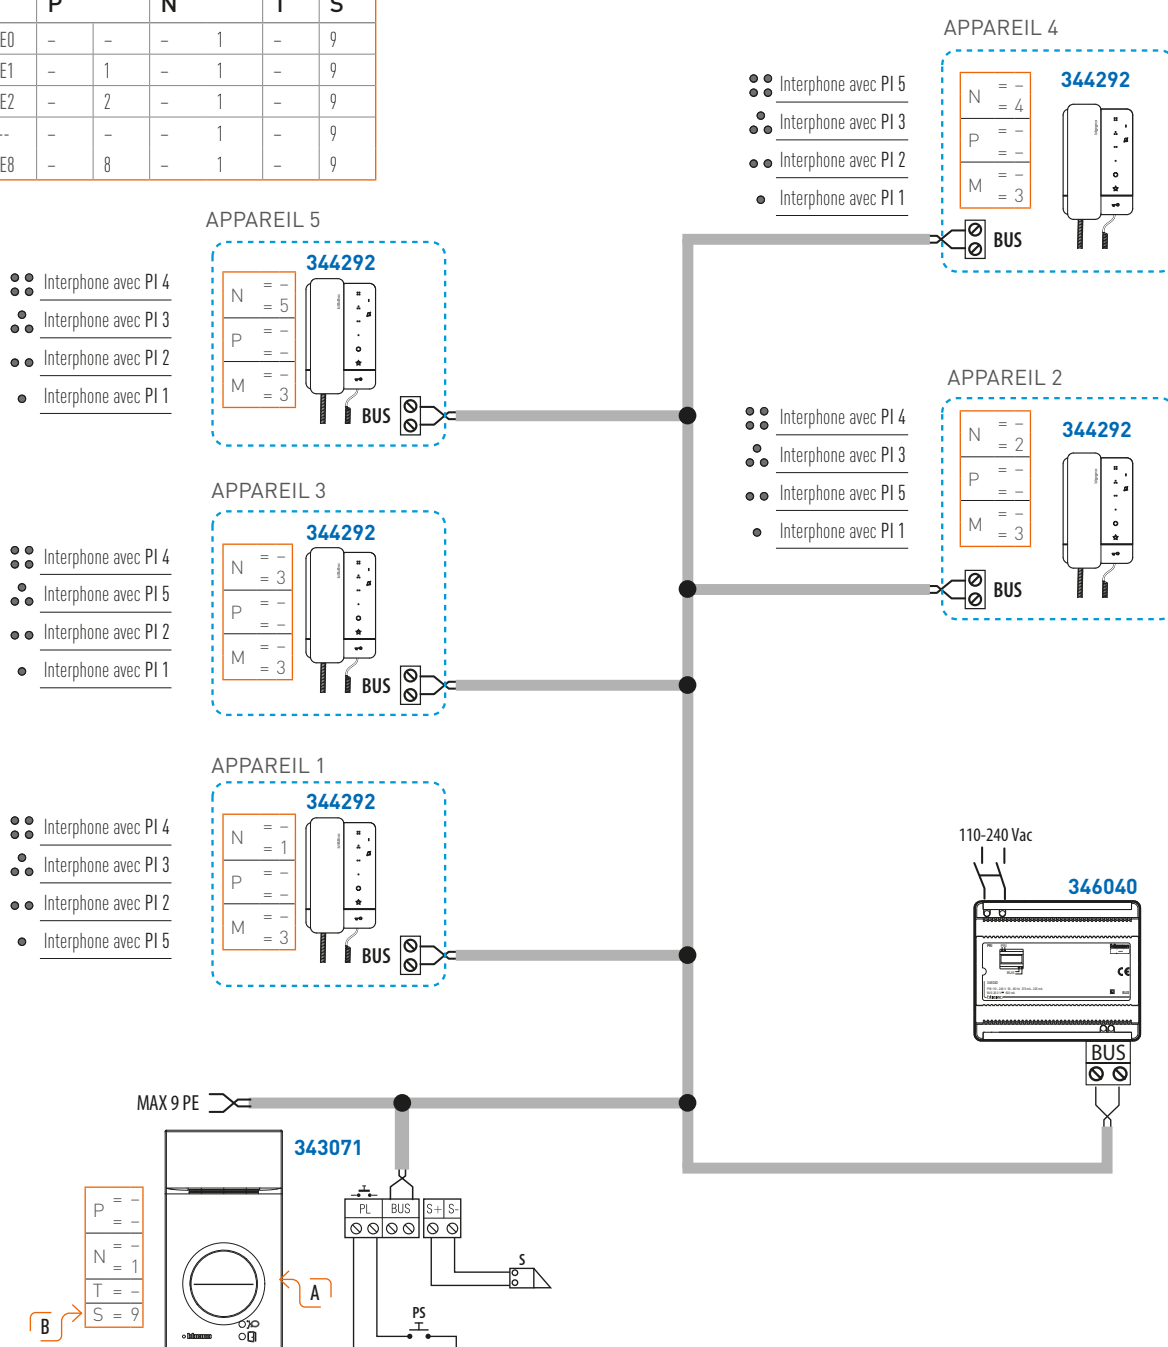 P N T S
E0 – – – 1 – 9
E1 – 1 – 1 – 9
E2 – 2 – 1 – 9
-- – – – 1 – 9
E8 – 8 – 1 – 9
APPAREIL 4
344292
Interphone avec PI 5
Interphone avec PI 3
Interphone avec PI 2
Interphone avec PI 1
N = –
= 4
P = –
= –
M = –
= 3
BUS
APPAREIL 5
344292
Interphone avec PI 4
Interphone avec PI 3
Interphone avec PI 2
Interphone avec PI 1
N = –
= 5
P = –
= –
M = –
= 3
BUS
APPAREIL 2
344292
Interphone avec PI 4
Interphone avec PI 3
Interphone avec PI 5
Interphone avec PI 1
N = –
= 2
P = –
= –
M = –
= 3
BUS
APPAREIL 3
344292
Interphone avec PI 4
Interphone avec PI 5
Interphone avec PI 2
Interphone avec PI 1
N = –
= 3
P = –
= –
M = –
= 3
BUS
APPAREIL 1
344292
Interphone avec PI 4
Interphone avec PI 3
Interphone avec PI 2
Interphone avec PI 5
N = –
= 1
P = –
= –
M = –
= 3
BUS
110-240 Vac
346040
CE
BUS
MAX 9 PE
343071
P = –
= –
N = –
= 1
T = –
S = 9
B
A
PL BUS S+ S-
S
PS